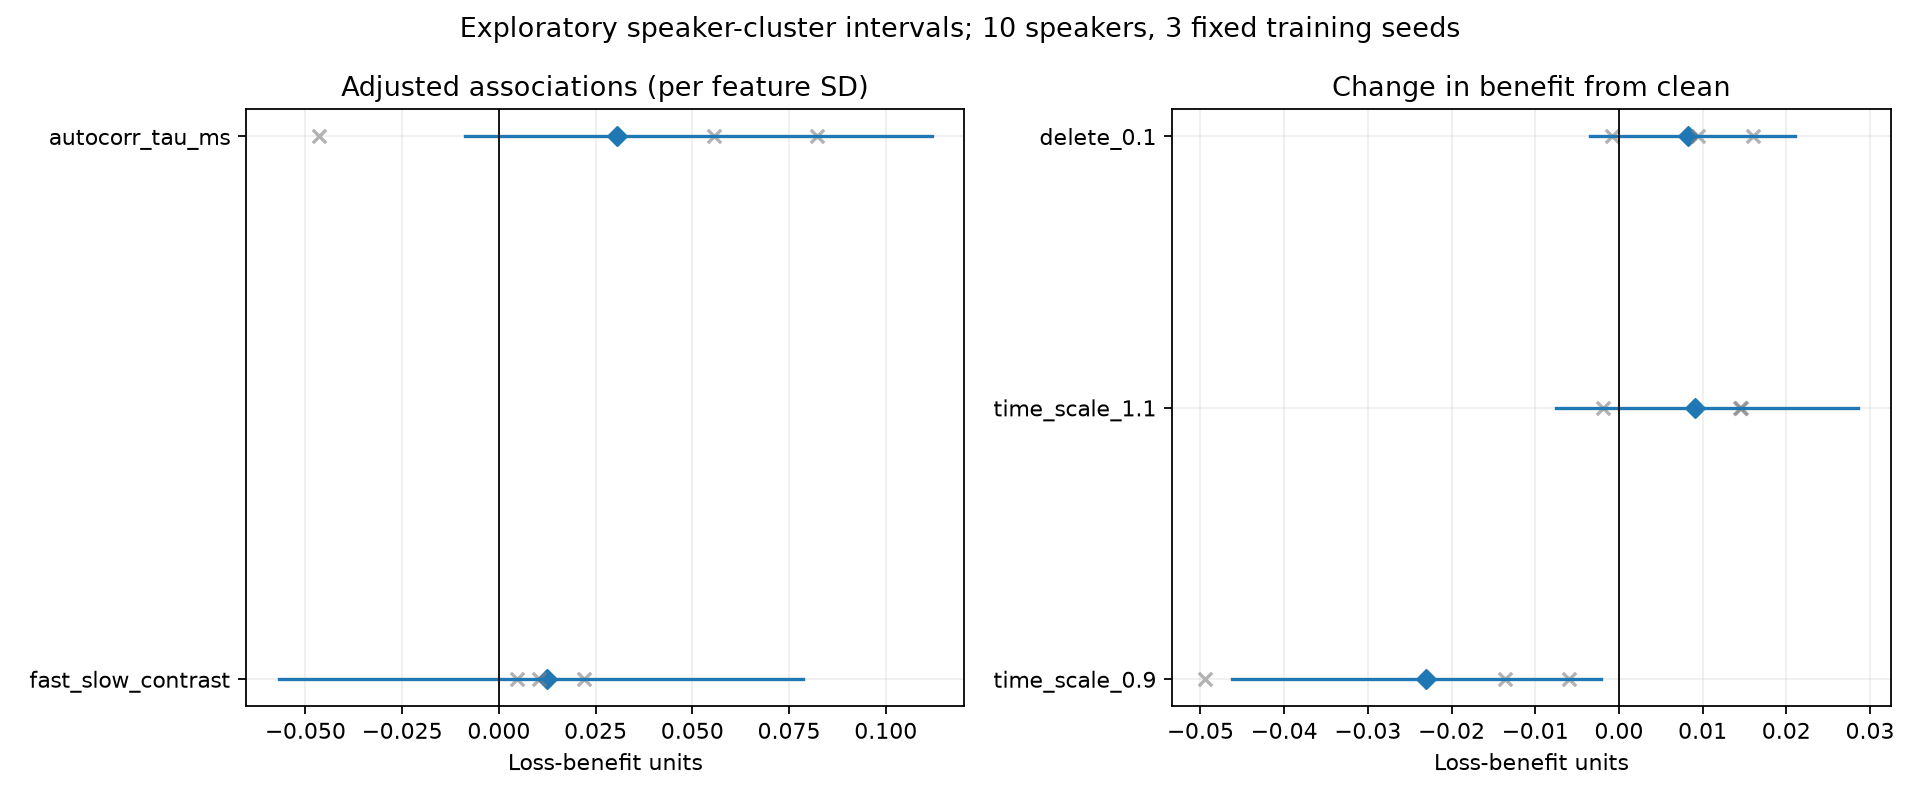 Exploratory speaker-cluster intervals; 10 speakers, 3 fixed training seeds
Adjusted associations (per feature SD)
autocorr_tau_ms
fast_slow_contrast
−0.050 −0.025 0.000 0.025 0.050 0.075 0.100
Loss-benefit units
Change in benefit from clean
delete_0.1
time_scale_1.1
time_scale_0.9
−0.05 −0.04 −0.03 −0.02 −0.01 0.00 0.01 0.02 0.03
Loss-benefit units